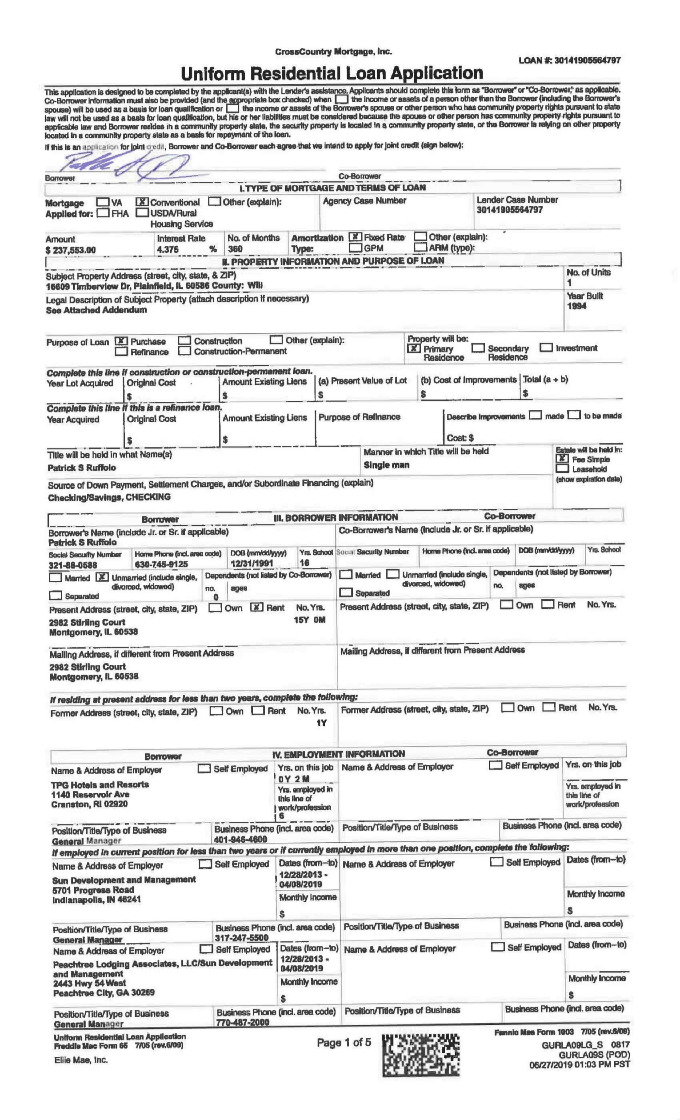 CrossCountry Mortgage, Inc.
LOAN #: 30141905564797
Uniform Residential Loan Application
This application is designed to be completed by the applicant(s) with the Lender's assistance. Applicants should complete this form as "Borrower" or "Co-Borrower," as applicable.
Co-Borrower information must also be provided (and the appropriate box checked) when the income or assets of a person other than the Borrower (including the Borrower's
spouse) will be used as a basis for loan qualification or the income or assets of the Borrower's spouse or other person who has community property rights pursuant to state
law will not be used as a basis for loan qualification, but his or her liabilities must be considered because the spouse or other person has community property rights pursuant to
applicable law and Borrower resides in a community property state, the security property is located in a community property state, or the Borrower is relying on other property
located in a community property state as a basis for repayment of the loan.
If this is an application for joint credit, Borrower and Co-Borrower each agree that we intend to apply for joint credit (sign below):
Borrower Co-Borrower
I. TYPE OF MORTGAGE AND TERMS OF LOAN
Mortgage VA X Conventional Other (explain): Agency Case Number Lender Case Number
Applied for: FHA USDA/Rural 30141905564797
Housing Service
Amount Interest Rate No. of Months Amortization X Fixed Rate Other (explain):
$ 237,553.00 4.375 % 360 Type: GPM ARM (type):
II. PROPERTY INFORMATION AND PURPOSE OF LOAN
Subject Property Address (street, city, state, & ZIP) No. of Units
16609 Timberview Dr, Plainfield, IL 60586 County: Will 1
Legal Description of Subject Property (attach description if necessary) Year Built
See Attached Addendum 1994
Purpose of Loan X Purchase Construction Other (explain): Property will be:
Refinance Construction-Permanent X Primary Residence Secondary Residence Investment
Complete this line if construction or construction-permanent loan.
Year Lot Acquired Original Cost Amount Existing Liens (a) Present Value of Lot (b) Cost of Improvements Total (a + b)
$ $ $ $ $
Complete this line if this is a refinance loan.
Year Acquired Original Cost Amount Existing Liens Purpose of Refinance Describe Improvements made to be made
$ $ Cost: $
Title will be held in what Name(s) Manner in which Title will be held Estate will be held in:
Patrick S Ruffolo Single man X Fee Simple
Leasehold
Source of Down Payment, Settlement Charges, and/or Subordinate Financing (explain) (show expiration date)
Checking/Savings, CHECKING
Borrower III. BORROWER INFORMATION Co-Borrower
Borrower's Name (include Jr. or Sr. if applicable) Co-Borrower's Name (include Jr. or Sr. if applicable)
Patrick S Ruffolo
Social Security Number Home Phone (incl. area code) DOB (mm/dd/yyyy) Yrs. School Social Security Number Home Phone (incl. area code) DOB (mm/dd/yyyy) Yrs. School
321-88-0588 630-745-9125 12/31/1991 16
Married X Unmarried (include single, divorced, widowed) Dependents (not listed by Co-Borrower) Married Unmarried (include single, divorced, widowed) Dependents (not listed by Borrower)
Separated no. ages Separated no. ages
0
Present Address (street, city, state, ZIP) Own X Rent No. Yrs. Present Address (street, city, state, ZIP) Own Rent No. Yrs.
2982 Stirling Court 15Y 0M
Montgomery, IL 60538
Mailing Address, if different from Present Address Mailing Address, if different from Present Address
2982 Stirling Court
Montgomery, IL 60538
If residing at present address for less than two years, complete the following:
Former Address (street, city, state, ZIP) Own Rent No. Yrs. Former Address (street, city, state, ZIP) Own Rent No. Yrs.
1Y
Borrower IV. EMPLOYMENT INFORMATION Co-Borrower
Name & Address of Employer Self Employed Yrs. on this job Name & Address of Employer Self Employed Yrs. on this job
TPG Hotels and Resorts 0 Y 2 M
1140 Reservoir Ave Yrs. employed in this line of work/profession Yrs. employed in this line of work/profession
Cranston, RI 02920 6
Position/Title/Type of Business Business Phone (incl. area code) Position/Title/Type of Business Business Phone (incl. area code)
General Manager 401-946-4600
If employed in current position for less than two years or if currently employed in more than one position, complete the following:
Name & Address of Employer Self Employed Dates (from–to) Name & Address of Employer Self Employed Dates (from–to)
Sun Development and Management 12/28/2013 -
5701 Progress Road 04/08/2019
Indianapolis, IN 46241 Monthly Income Monthly Income
$ $
Position/Title/Type of Business Business Phone (incl. area code) Position/Title/Type of Business Business Phone (incl. area code)
General Manager 317-247-5500
Name & Address of Employer Self Employed Dates (from–to) Name & Address of Employer Self Employed Dates (from–to)
Peachtree Lodging Associates, LLC/Sun Development 12/28/2013 -
and Management 04/08/2019
2443 Hwy 54 West Monthly Income Monthly Income
Peachtree City, GA 30269 $ $
Position/Title/Type of Business Business Phone (incl. area code) Position/Title/Type of Business Business Phone (incl. area code)
General Manager 770-487-2000
Uniform Residential Loan Application Fannie Mae Form 1003 7/05 (rev.6/09)
Freddie Mac Form 65 7/05 (rev.6/09) Page 1 of 5 GURLA09LG_S 0817
Ellie Mae, Inc. GURLA09S (POD)
06/27/2019 01:03 PM PST